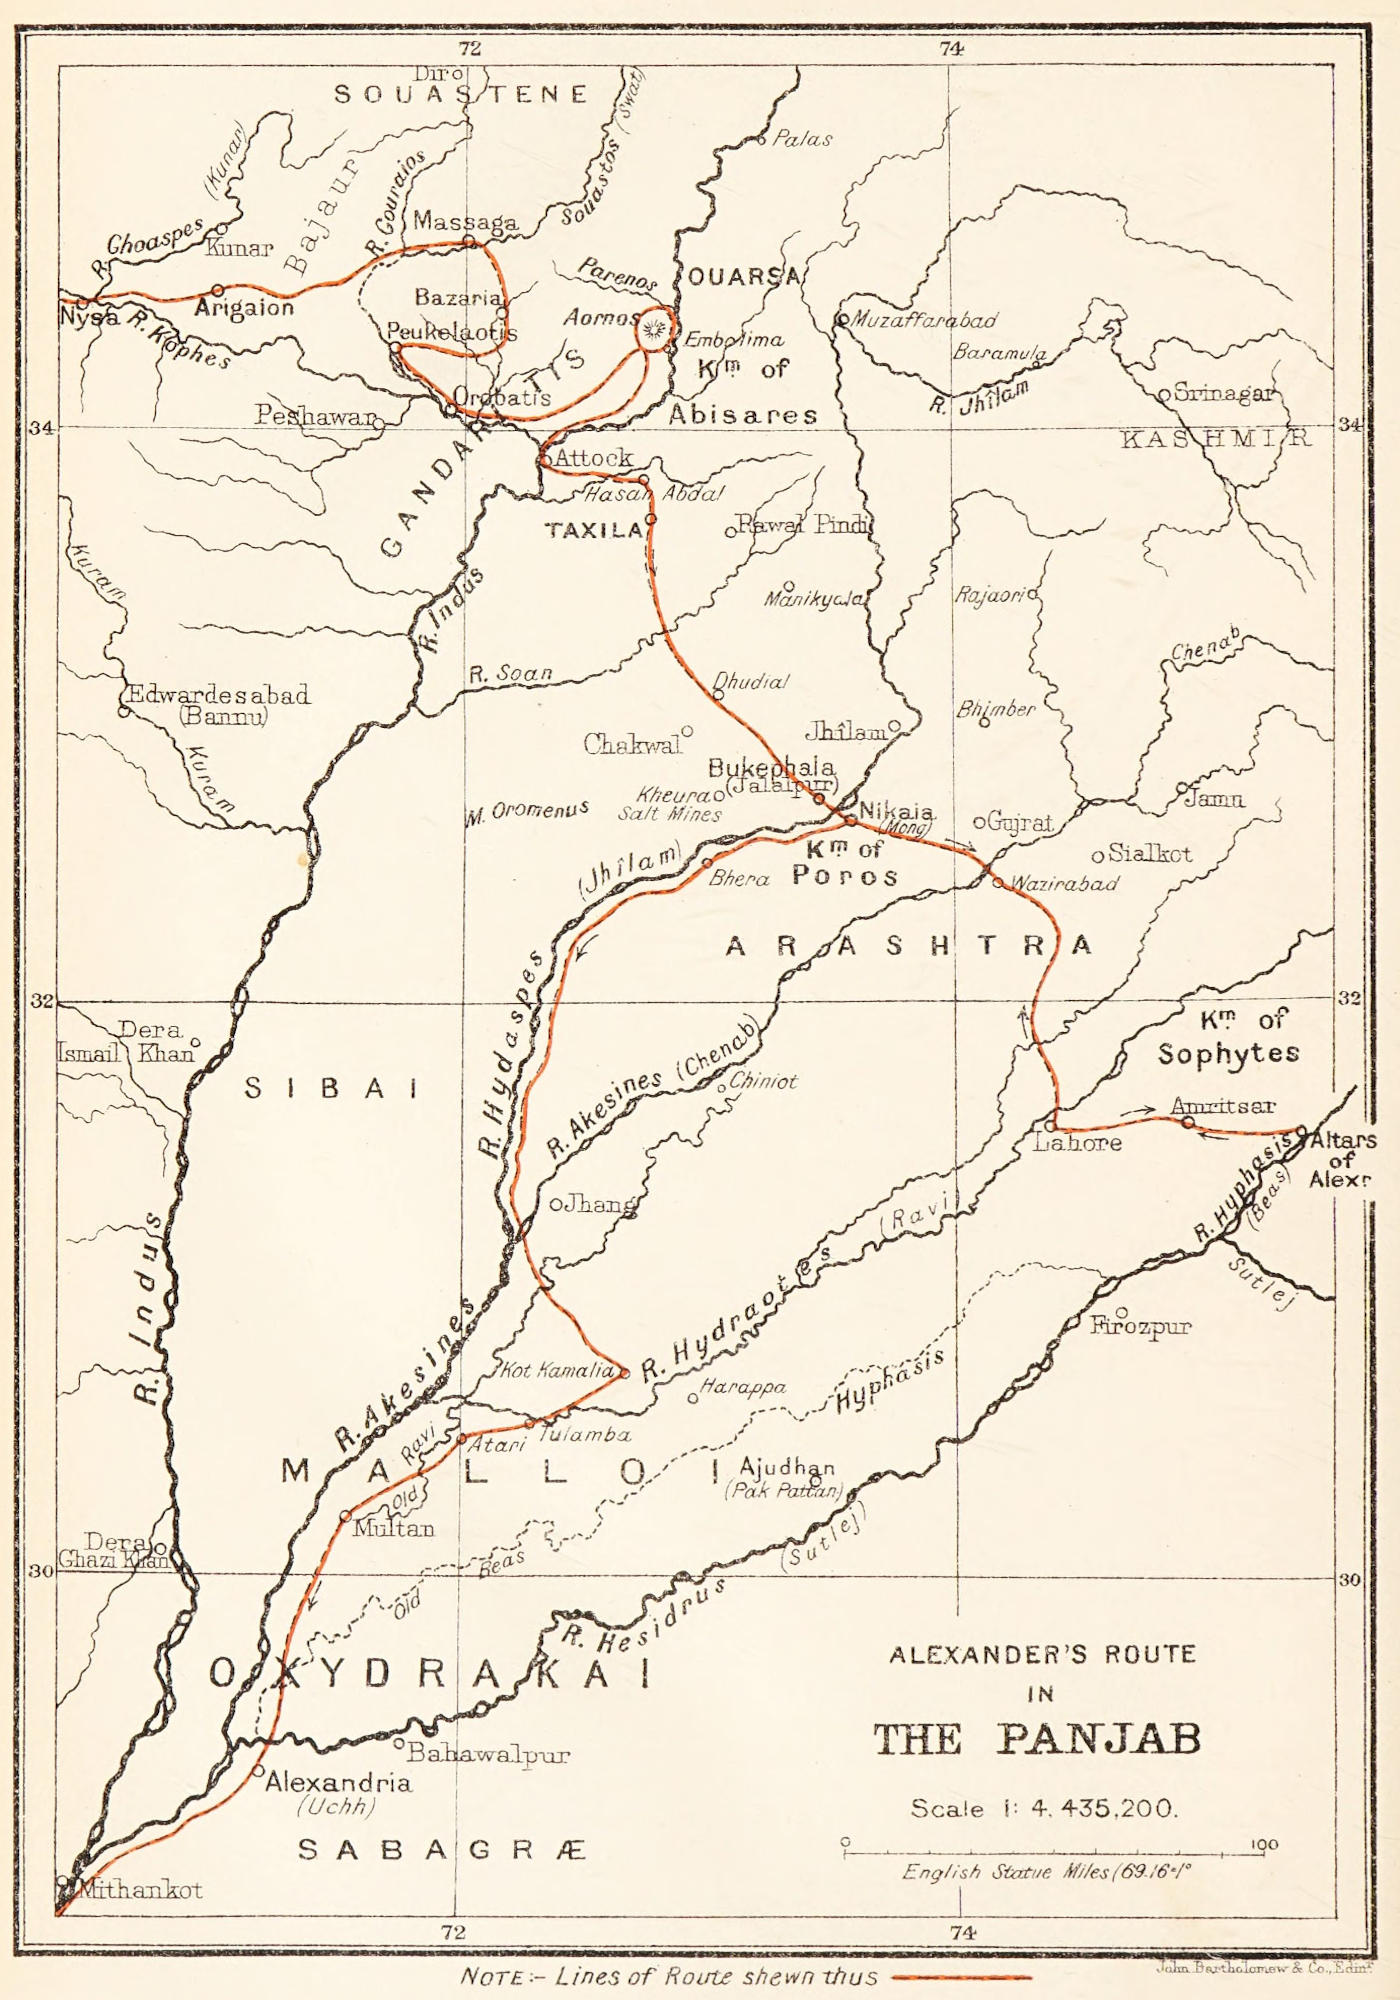 72
74
Diro
SOUASTENE
(Swat)
Palas
(Kunar)
Bajaur
R. Gouraios
Souastos
Massaga
R. Choaspes
Kunar
Parenos
OUARSA
Arigaion
Bazaria
Nysa
R. Kophes
Peukelaotis
Aornos
Embolima
Muzaffarabad
Baramula
R. Jhilam
Srinagar
Km of
Abisares
Orobatis
Peshawar
34
34
KASHMIR
GANDARITIS
Attock
Hasan Abdal
TAXILA
Rawal Pindi
Kuram
R. Indus
Manikyala
Rajaori
Chenab
R. Soan
Dhudial
Edwardesabad
(Bannu)
Bhimber
Kuram
Chakwal
Jhilam
Bukephala
(Jalalpur)
Kheura
Salt Mines
M. Oromenus
Nikaia
(Mong)
Gujrat
Jamu
Sialkot
Km of
Poros
(Jhilam)
Bhera
Wazirabad
ARASHTRA
R. Hydaspes
32
32
Dera
Ismail Khan
Km of
Sophytes
SIBAI
R. Akesines (Chenab)
Chiniot
Amritsar
Lahore
Altars
of
Alexr
R. Hyphasis
(Beas)
Jhang
(Ravi)
R. Indus
Sutlej
R. Hydraotes
Firozpur
R. Akesines
Kot Kamalia
Harappa
Hyphasis
Ravi
Atari
Tulamba
MALLOI
Ajudhan
(Pak Pattan)
Old
Multan
Dera
Ghazi Khan
(Sutlej)
30
30
Old Beas
R. Hesidrus
OXYDRAKAI
ALEXANDER'S ROUTE
IN
THE PANJAB
Bahawalpur
Alexandria
(Uchh)
Scale 1: 4,435,200.
SABAGRÆ
0 100
English Statue Miles (69.16=1°
Mithankot
72
74
NOTE:- Lines of Route shewn thus
John Bartholomew & Co., Edinr.